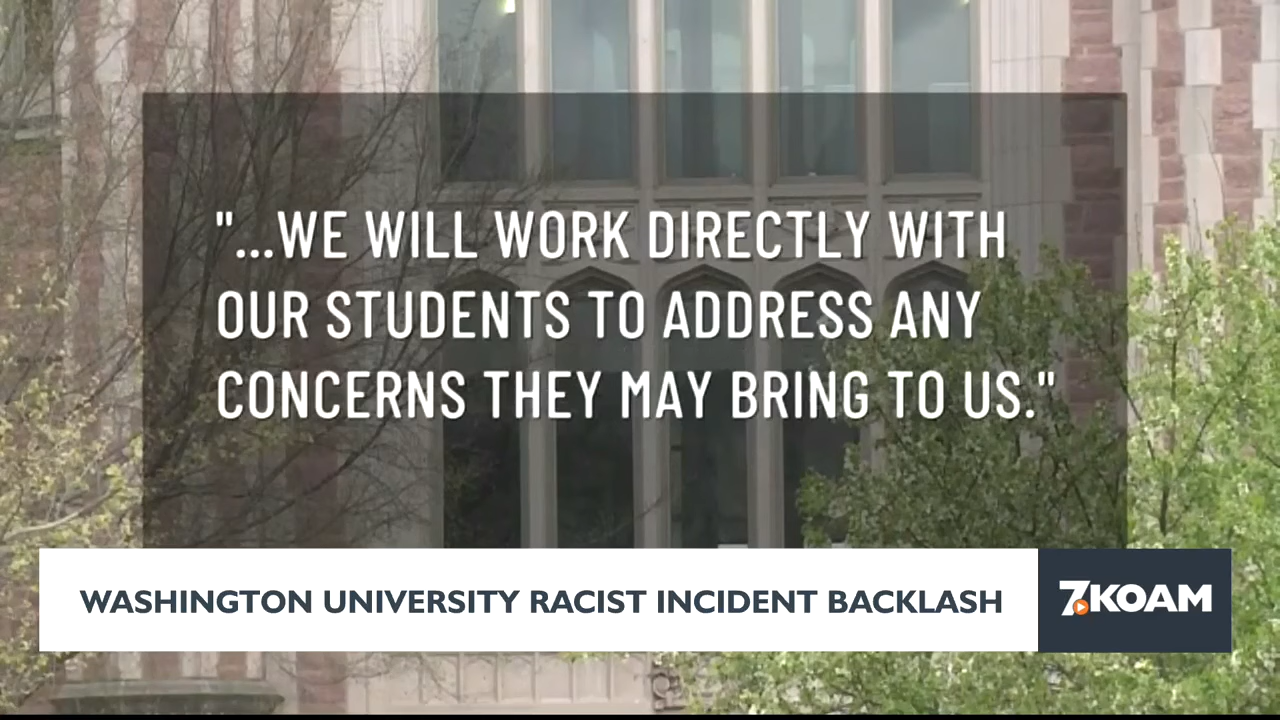 "...WE WILL WORK DIRECTLY WITH
OUR STUDENTS TO ADDRESS ANY
CONCERNS THEY MAY BRING TO US."
WASHINGTON UNIVERSITY RACIST INCIDENT BACKLASH
7KOAM